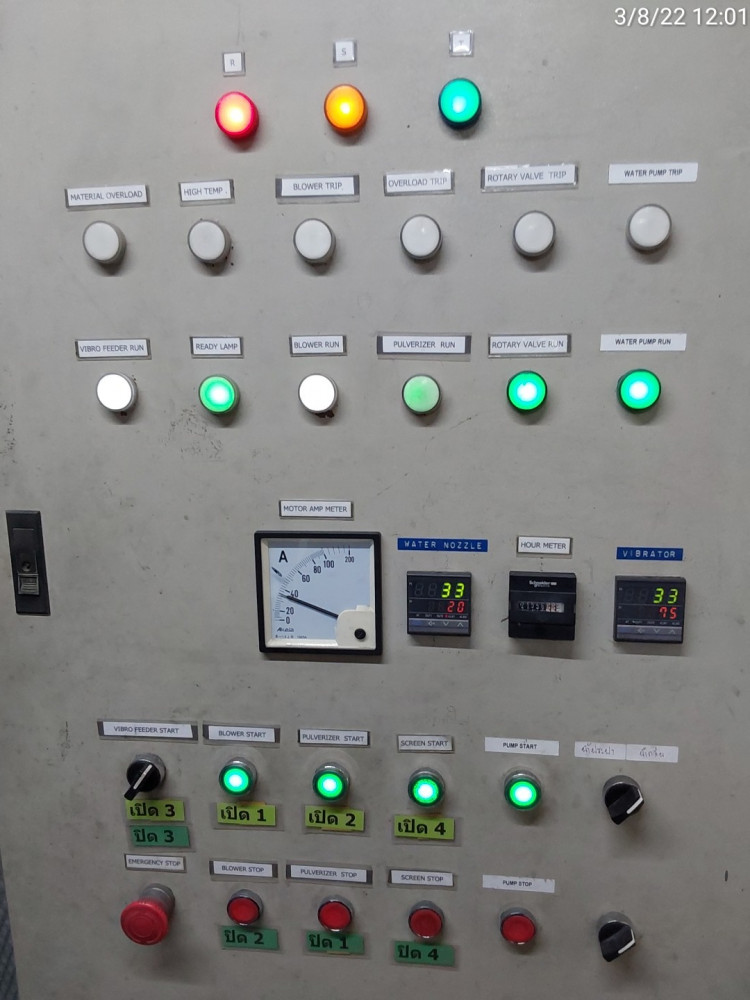 3/8/22 12:01
R
S
MATERIAL OVERLOAD
HIGH TEMP.
BLOWER TRIP.
OVERLOAD TRIP
ROTARY VALVE TRIP
WATER PUMP TRIP
VIBRO FEEDER RUN
READY LAMP
BLOWER RUN
PULVERIZER RUN
ROTARY VALVE RUN
WATER PUMP RUN
MOTOR AMP METER
WATER NOZZLE
HOUR METER
VIBRATOR
A
200
100
80
60
40
20
0
33
20
Schneider
33
75
VIBRO FEEDER START
BLOWER START
PULVERIZER START
SCREEN START
PUMP START
เปิด 3
เปิด 1
เปิด 2
เปิด 4
ปิด 3
EMERGENCY STOP
BLOWER STOP
PULVERIZER STOP
SCREEN STOP
PUMP STOP
ปิด 2
ปิด 1
ปิด 4